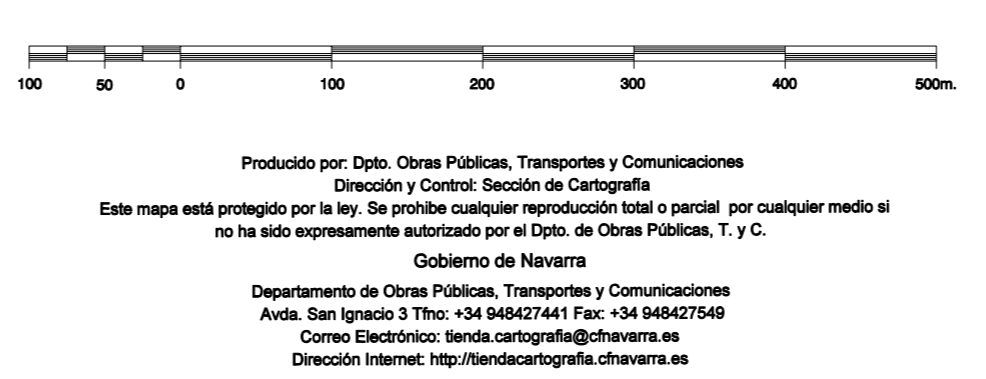 100 50 0 100 200 300 400 500m.
Producido por: Dpto. Obras Públicas, Transportes y Comunicaciones
Dirección y Control: Sección de Cartografía
Este mapa está protegido por la ley. Se prohibe cualquier reproducción total o parcial por cualquier medio si
no ha sido expresamente autorizado por el Dpto. de Obras Públicas, T. y C.
Gobierno de Navarra
Departamento de Obras Públicas, Transportes y Comunicaciones
Avda. San Ignacio 3 Tfno: +34 948427441 Fax: +34 948427549
Correo Electrónico: tienda.cartografia@cfnavarra.es
Dirección Internet: http://tiendacartografia.cfnavarra.es